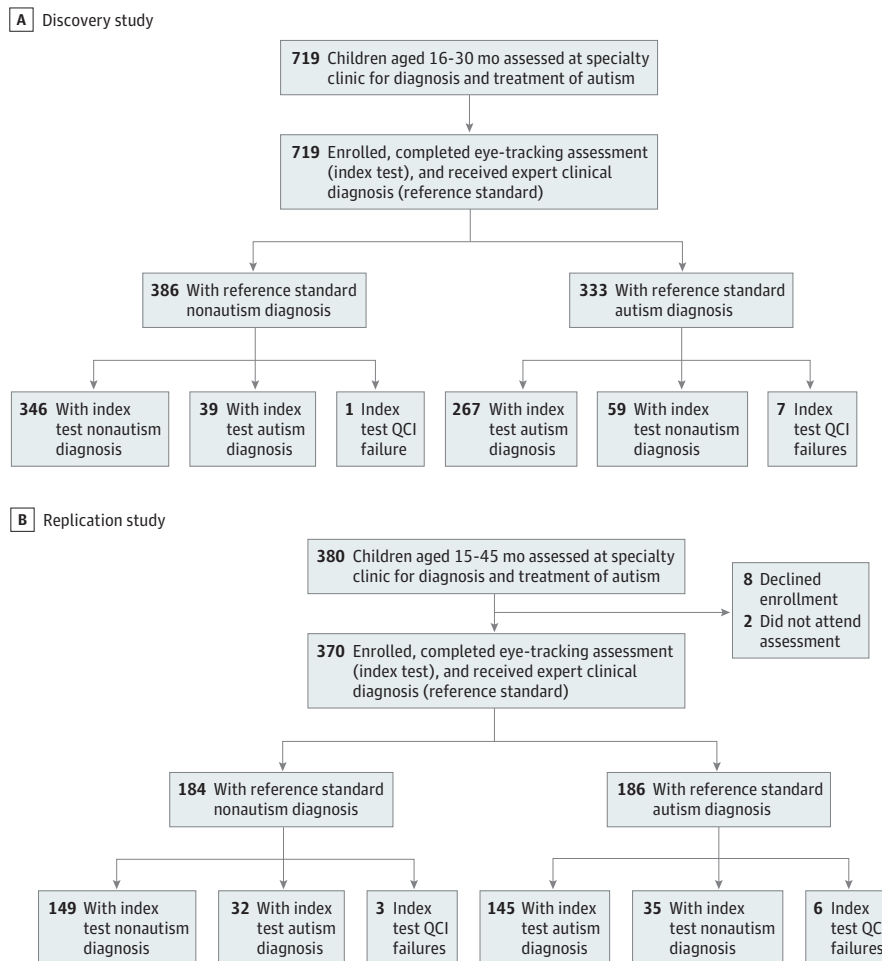 A Discovery study
719 Children aged 16-30 mo assessed at specialty
clinic for diagnosis and treatment of autism
719 Enrolled, completed eye-tracking assessment
(index test), and received expert clinical
diagnosis (reference standard)
386 With reference standard
nonautism diagnosis
333 With reference standard
autism diagnosis
346 With index
test nonautism
diagnosis
39 With index
test autism
diagnosis
1 Index
test QCI
failure
267 With index
test autism
diagnosis
59 With index
test nonautism
diagnosis
7 Index
test QCI
failures
B Replication study
380 Children aged 15-45 mo assessed at specialty
clinic for diagnosis and treatment of autism
8 Declined
enrollment
2 Did not attend
assessment
370 Enrolled, completed eye-tracking assessment
(index test), and received expert clinical
diagnosis (reference standard)
184 With reference standard
nonautism diagnosis
186 With reference standard
autism diagnosis
149 With index
test nonautism
diagnosis
32 With index
test autism
diagnosis
3 Index
test QCI
failures
145 With index
test autism
diagnosis
35 With index
test nonautism
diagnosis
6 Index
test QCI
failures